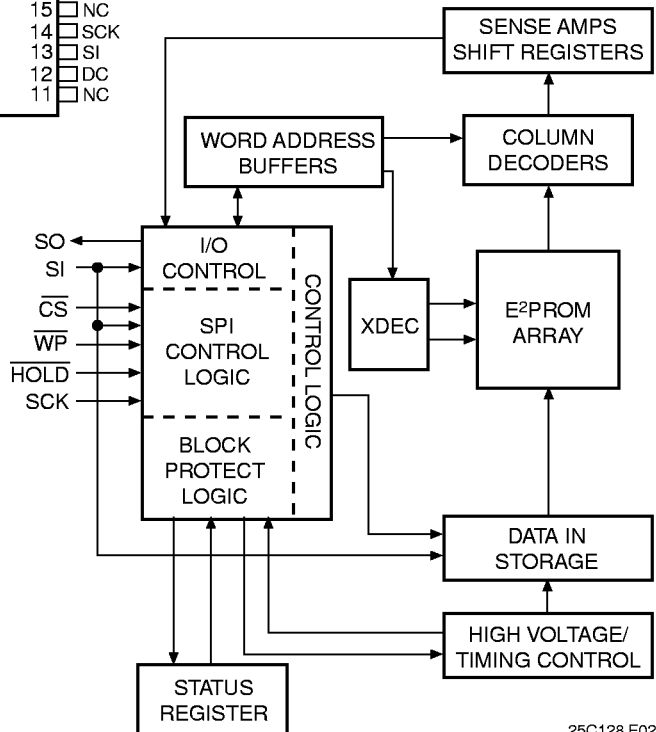 15 NC
14 SCK
13 SI
12 DC
11 NC
SENSE AMPS
SHIFT REGISTERS
WORD ADDRESS
BUFFERS
COLUMN
DECODERS
SO
SI
CS
WP
HOLD
SCK
I/O
CONTROL
SPI
CONTROL
LOGIC
BLOCK
PROTECT
LOGIC
CONTROL LOGIC
XDEC
E²PROM
ARRAY
DATA IN
STORAGE
HIGH VOLTAGE/
TIMING CONTROL
STATUS
REGISTER
25C128 F02